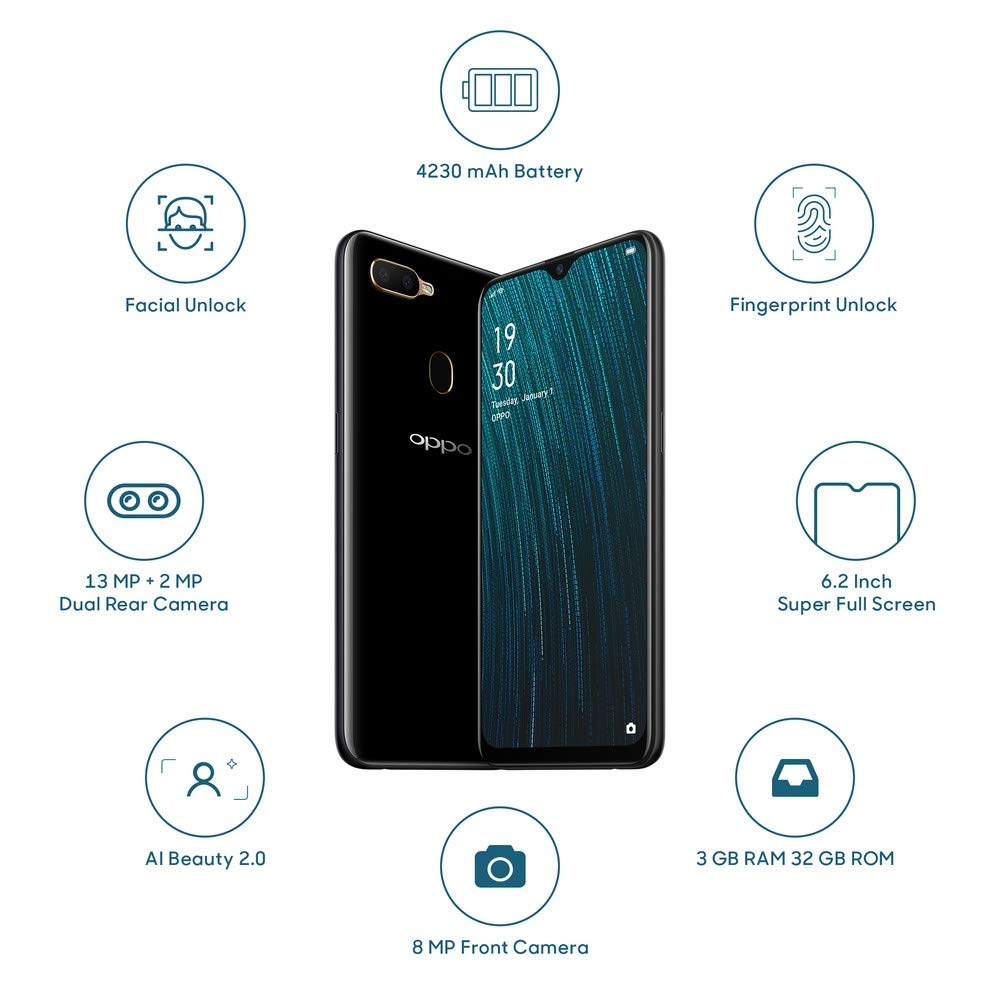 4230 mAh Battery
Facial Unlock
Fingerprint Unlock
oppo
19
30
Tuesday, January 1
OPPO
13 MP + 2 MP
Dual Rear Camera
6.2 Inch
Super Full Screen
AI Beauty 2.0
3 GB RAM 32 GB ROM
8 MP Front Camera